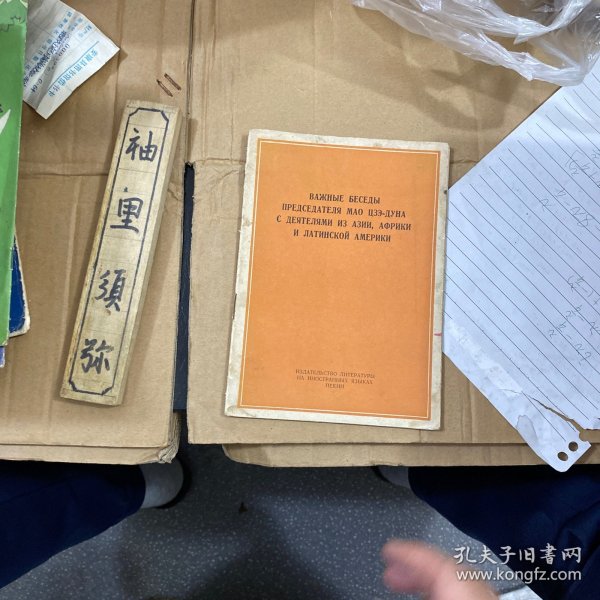 袖
里
須
弥
ВАЖНЫЕ БЕСЕДЫ
ПРЕДСЕДАТЕЛЯ МАО ЦЗЭ-ДУНА
С ДЕЯТЕЛЯМИ ИЗ АЗИИ, АФРИКИ
И ЛАТИНСКОЙ АМЕРИКИ
ИЗДАТЕЛЬСТВО ЛИТЕРАТУРЫ
НА ИНОСТРАННЫХ ЯЗЫКАХ
ПЕКИН
孔夫子旧书网
www.kongfz.com